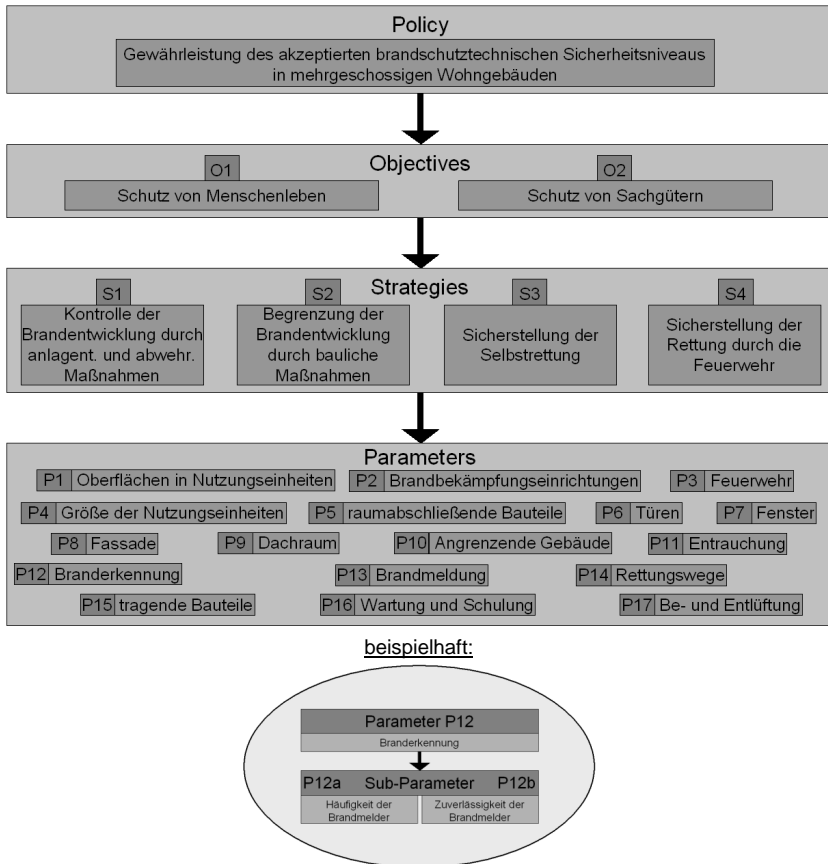 Policy
Gewährleistung des akzeptierten brandschutztechnischen Sicherheitsniveaus
in mehrgeschossigen Wohngebäuden
Objectives
O1
Schutz von Menschenleben
O2
Schutz von Sachgütern
Strategies
S1
Kontrolle der
Brandentwicklung durch
anlagent. und abwehr.
Maßnahmen
S2
Begrenzung der
Brandentwicklung
durch bauliche
Maßnahmen
S3
Sicherstellung der
Selbstrettung
S4
Sicherstellung der
Rettung durch die
Feuerwehr
Parameters
P1 Oberflächen in Nutzungseinheiten
P2 Brandbekämpfungseinrichtungen
P3 Feuerwehr
P4 Größe der Nutzungseinheiten
P5 raumabschließende Bauteile
P6 Türen
P7 Fenster
P8 Fassade
P9 Dachraum
P10 Angrenzende Gebäude
P11 Entrauchung
P12 Branderkennung
P13 Brandmeldung
P14 Rettungswege
P15 tragende Bauteile
P16 Wartung und Schulung
P17 Be- und Entlüftung
beispielhaft:
Parameter P12
Branderkennung
P12a Sub-Parameter P12b
Häufigkeit der
Brandmelder
Zuverlässigkeit der
Brandmelder